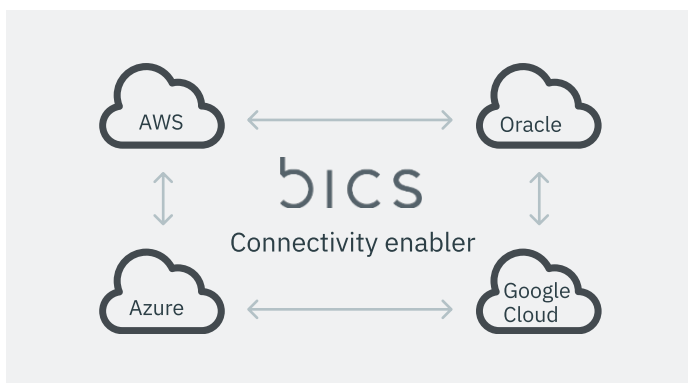 AWS
Oracle
bics
Connectivity enabler
Azure
Google
Cloud